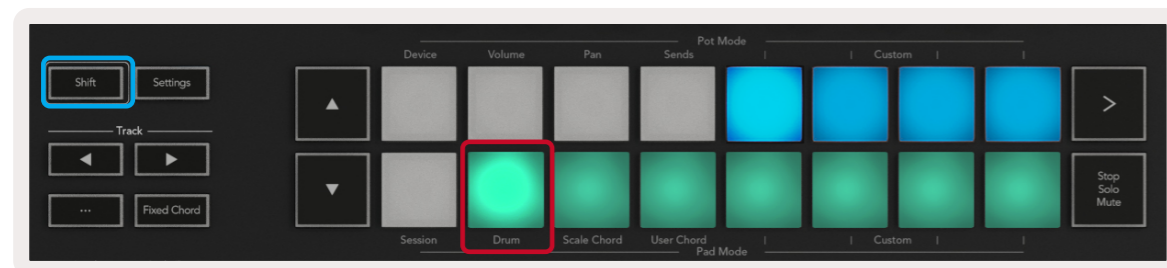 Pot Mode
Device Volume Pan Sends Custom
Shift Settings
Track
... Fixed Chord
Stop
Solo
Mute
Session Drum Scale Chord User Chord Custom
Pad Mode